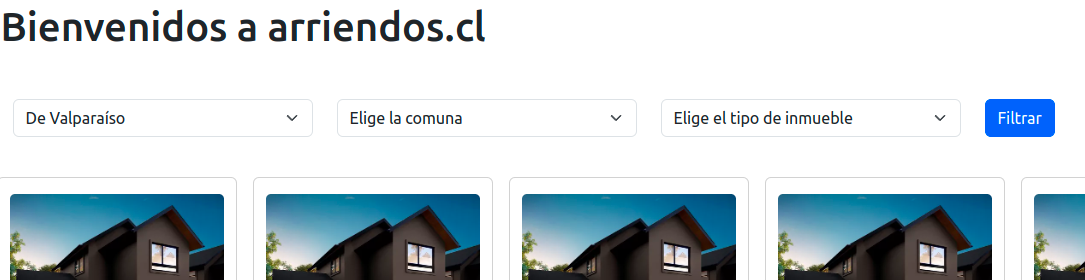 Bienvenidos a arriendos.cl
De Valparaíso
Elige la comuna
Elige el tipo de inmueble
Filtrar